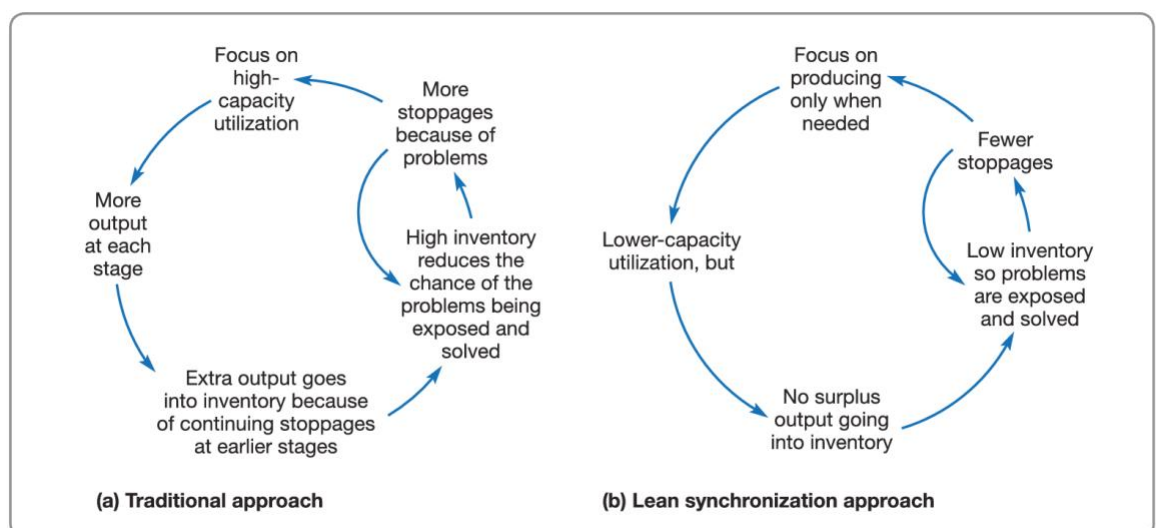 Focus on
high-
capacity
utilization
More
stoppages
because of
problems
More
output
at each
stage
High inventory
reduces the
chance of the
problems being
exposed and
solved
Extra output goes
into inventory because
of continuing stoppages
at earlier stages
(a) Traditional approach
Focus on
producing
only when
needed
Fewer
stoppages
Lower-capacity
utilization, but
Low inventory
so problems
are exposed
and solved
No surplus
output going
into inventory
(b) Lean synchronization approach